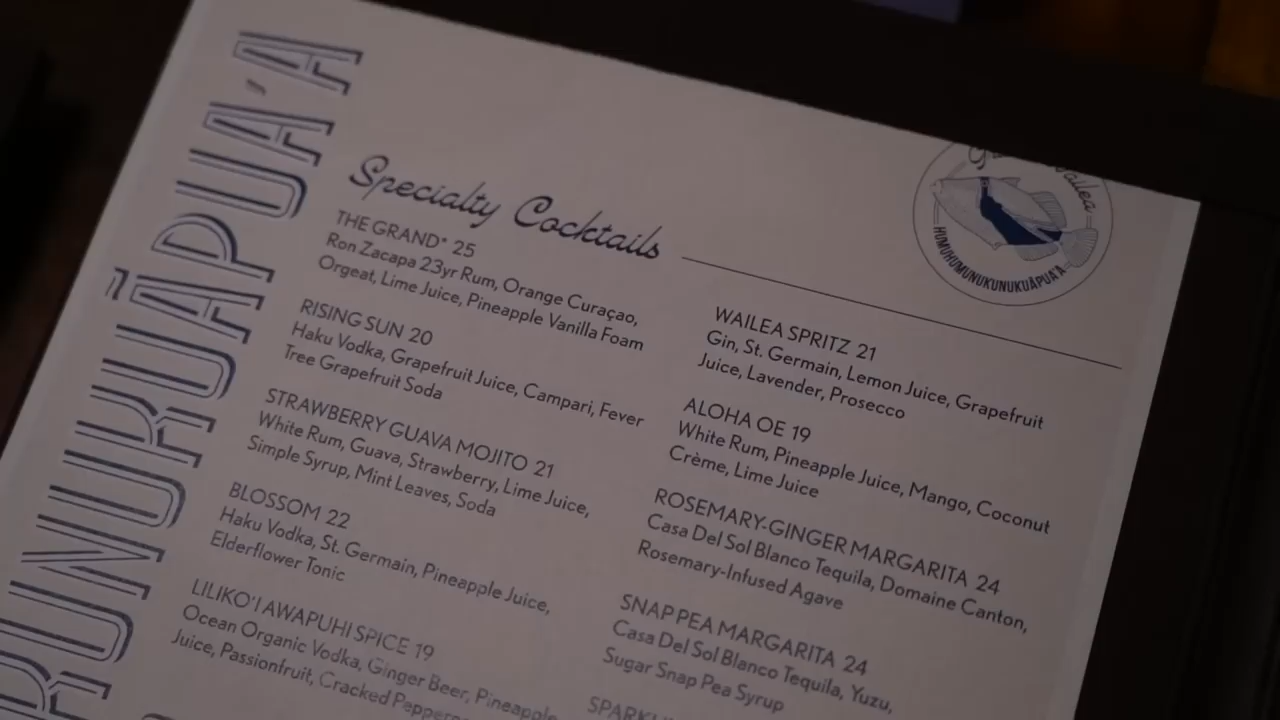 Specialty Cocktails
THE GRAND* 25
Ron Zacapa 23yr Rum, Orange Curaçao,
Orgeat, Lime Juice, Pineapple Vanilla Foam
RISING SUN 20
Haku Vodka, Grapefruit Juice, Campari, Fever
Tree Grapefruit Soda
STRAWBERRY GUAVA MOJITO 21
White Rum, Guava, Strawberry, Lime Juice,
Simple Syrup, Mint Leaves, Soda
BLOSSOM 22
Haku Vodka, St. Germain, Pineapple Juice,
Elderflower Tonic
LILIKO'I AWAPUHI SPICE 19
Ocean Organic Vodka, Ginger Beer, Pineapple
Juice, Passionfruit, Cracked
WAILEA SPRITZ 21
Gin, St. Germain, Lemon Juice, Grapefruit
Juice, Lavender, Prosecco
ALOHA OE 19
White Rum, Pineapple Juice, Mango, Coconut
Crème, Lime Juice
ROSEMARY-GINGER MARGARITA 24
Casa Del Sol Blanco Tequila, Domaine Canton,
Rosemary-Infused Agave
SNAP PEA MARGARITA 24
Casa Del Sol Blanco Tequila, Yuzu,
Sugar Snap Pea Syrup
Wailea
HUMUHUMUNUKUNUKUĀPUA'A
UNUKUĀPUA'A